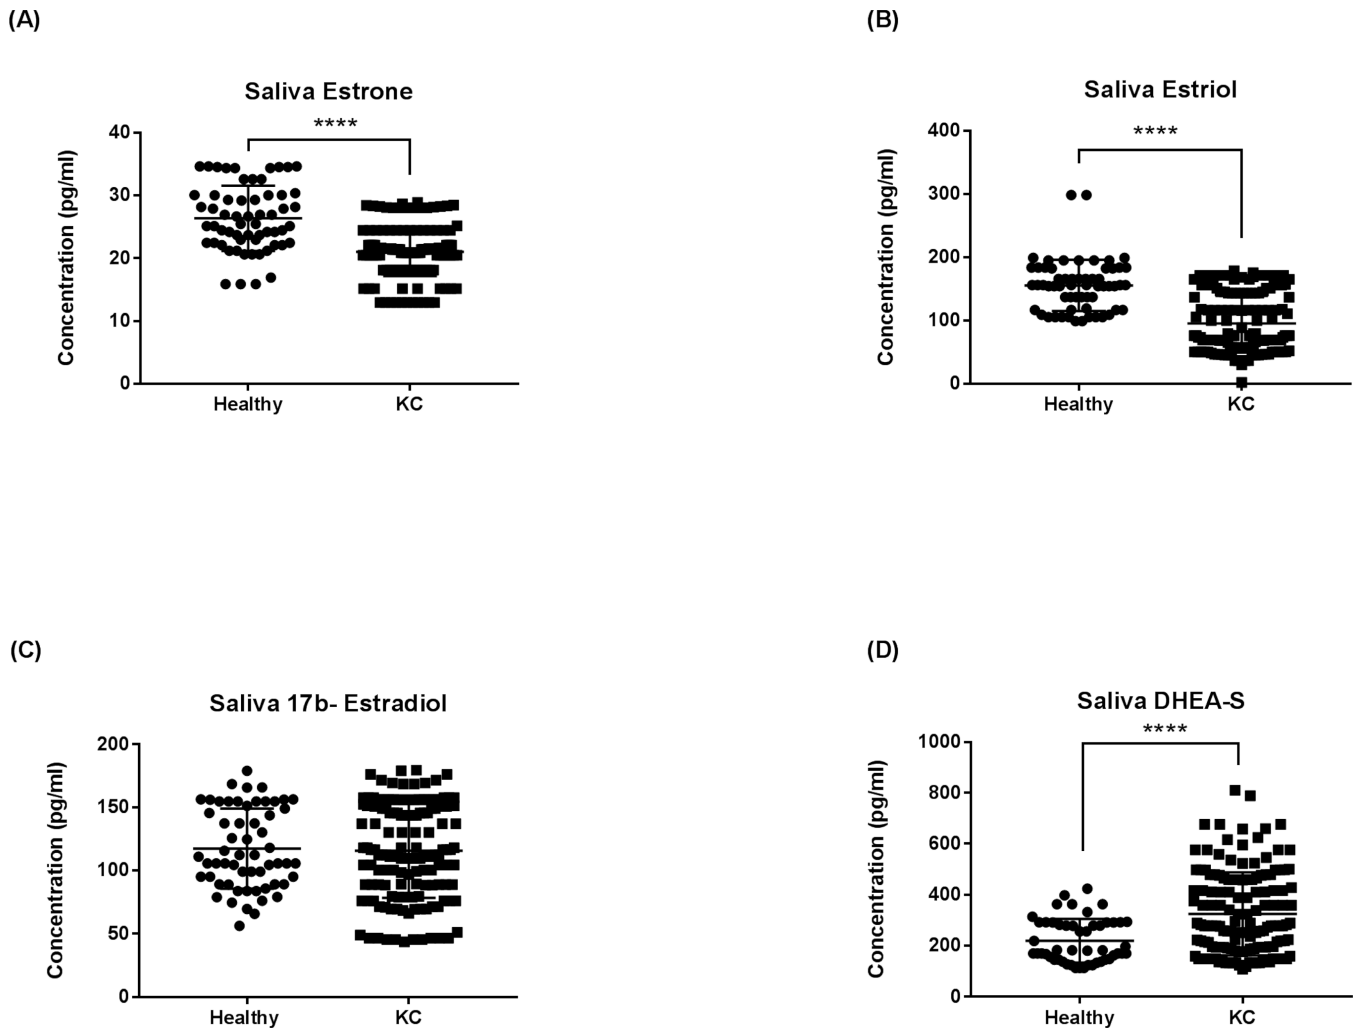 (A)
Saliva Estrone
****
Concentration (pg/ml)
40
30
20
10
0
Healthy
KC
(B)
Saliva Estriol
****
Concentration (pg/ml)
400
300
200
100
0
Healthy
KC
(C)
Saliva 17b- Estradiol
Concentration (pg/ml)
200
150
100
50
0
Healthy
KC
(D)
Saliva DHEA-S
****
Concentration (pg/ml)
1000
800
600
400
200
0
Healthy
KC